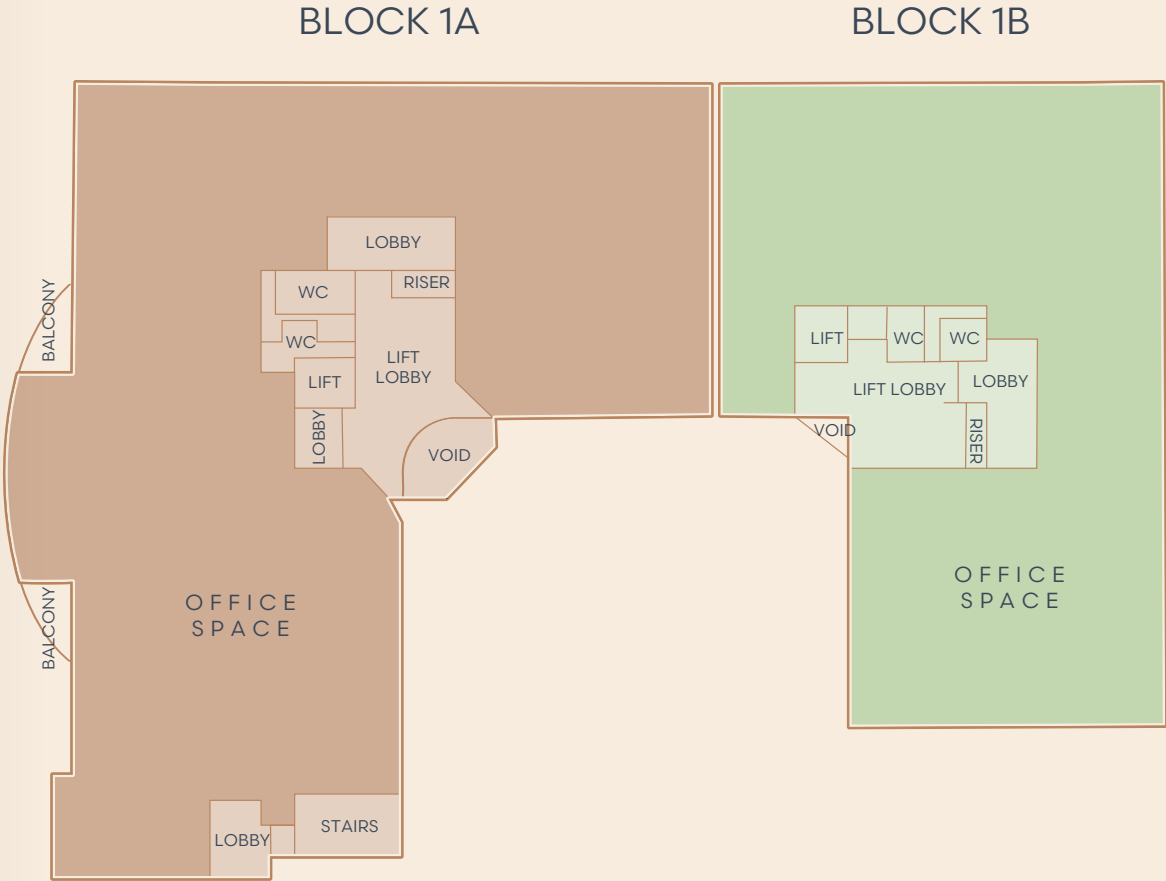 BLOCK 1A
BLOCK 1B
LOBBY
RISER
WC
WC
LIFT
LOBBY
LIFT
LOBBY
VOID
BALCONY
BALCONY
OFFICE
SPACE
LOBBY
STAIRS
LIFT
WC
WC
LIFT LOBBY
LOBBY
VOID
RISER
OFFICE
SPACE